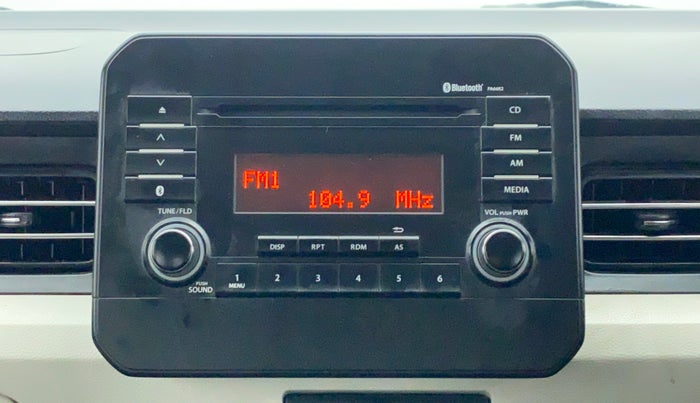 Bluetooth PA6602
CD
FM
AM
MEDIA
FM1
104.9 MHz
TUNE/FLD
VOL PUSH PWR
DISP RPT RDM AS
PUSH
SOUND
1 2 3 4 5 6
MENU